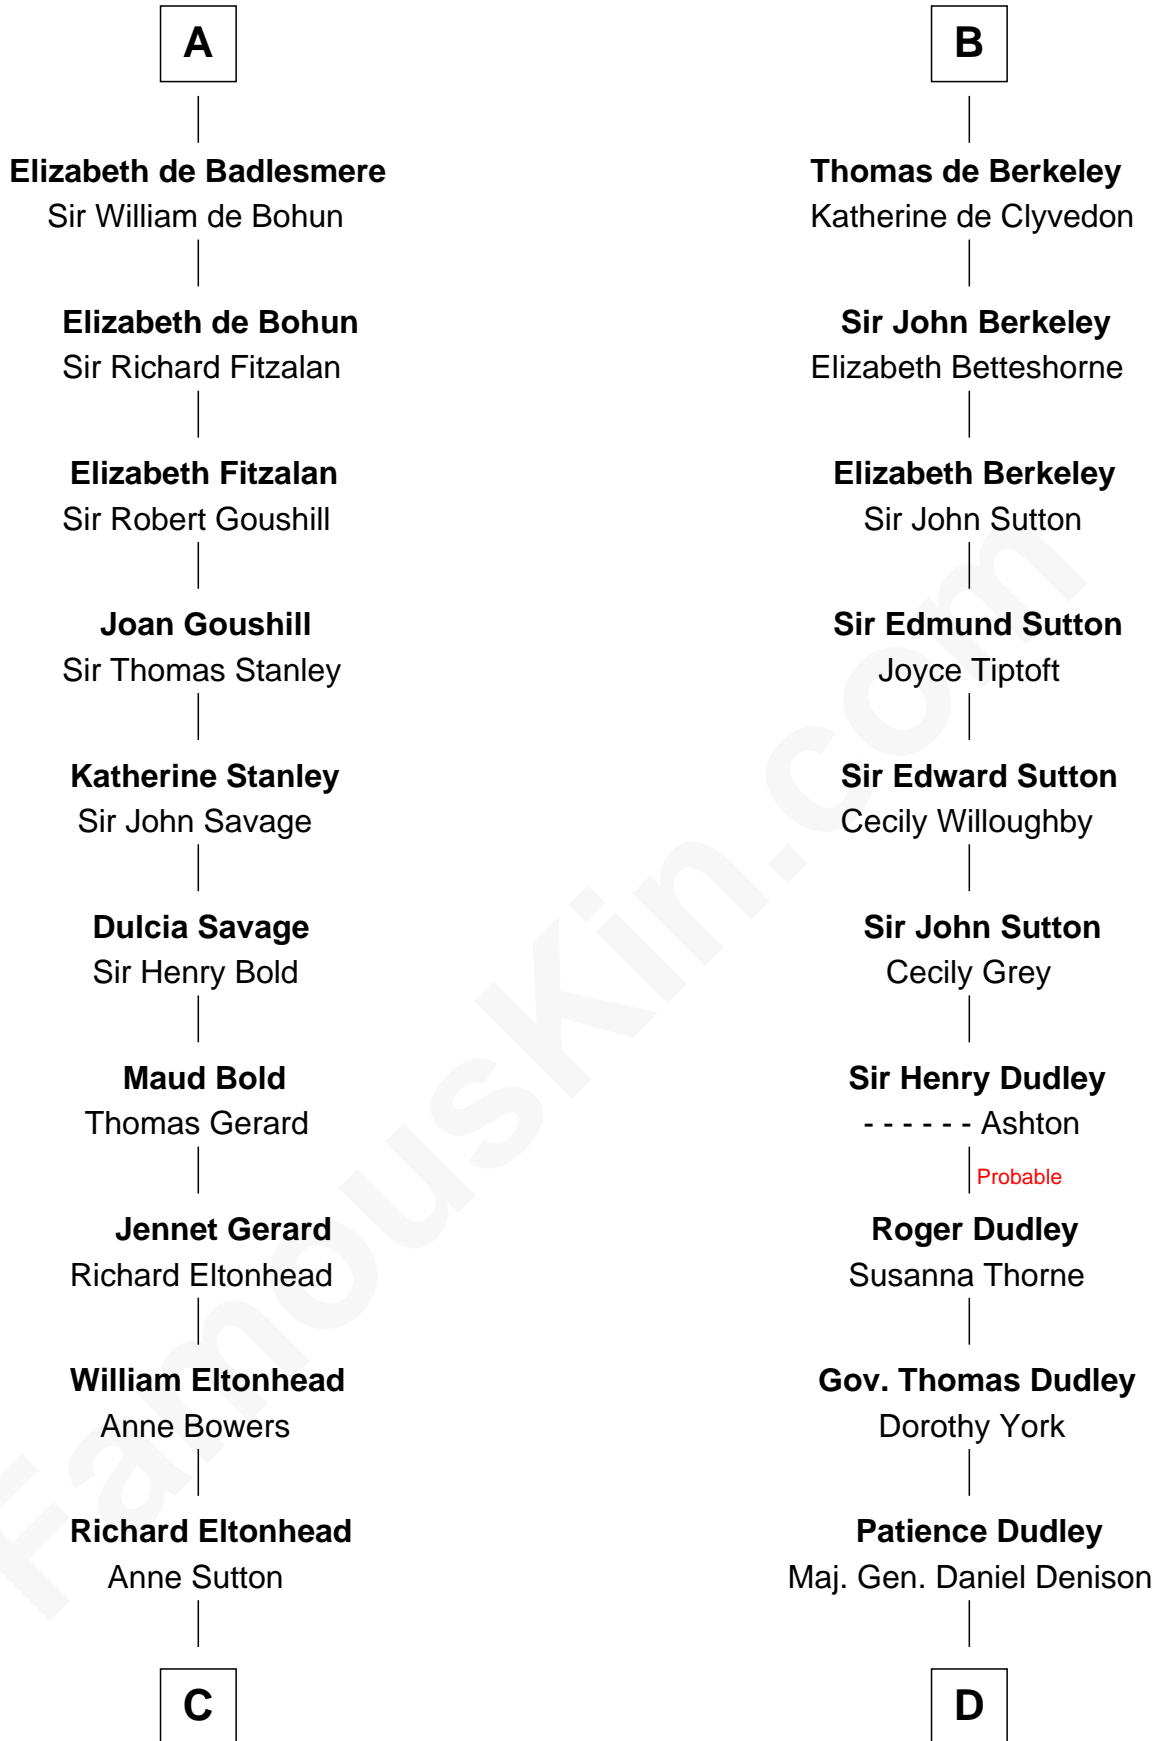 A
Elizabeth de Badlesmere
Sir William de Bohun
Elizabeth de Bohun
Sir Richard Fitzalan
Elizabeth Fitzalan
Sir Robert Goushill
Joan Goushill
Sir Thomas Stanley
Katherine Stanley
Sir John Savage
Dulcia Savage
Sir Henry Bold
Maud Bold
Thomas Gerard
Jennet Gerard
Richard Eltonhead
William Eltonhead
Anne Bowers
Richard Eltonhead
Anne Sutton
C
B
Thomas de Berkeley
Katherine de Clyvedon
Sir John Berkeley
Elizabeth Betteshorne
Elizabeth Berkeley
Sir John Sutton
Sir Edmund Sutton
Joyce Tiptoft
Sir Edward Sutton
Cecily Willoughby
Sir John Sutton
Cecily Grey
Sir Henry Dudley
- - - - - - Ashton
Probable
Roger Dudley
Susanna Thorne
Gov. Thomas Dudley
Dorothy York
Patience Dudley
Maj. Gen. Daniel Denison
D
FamousKin.com